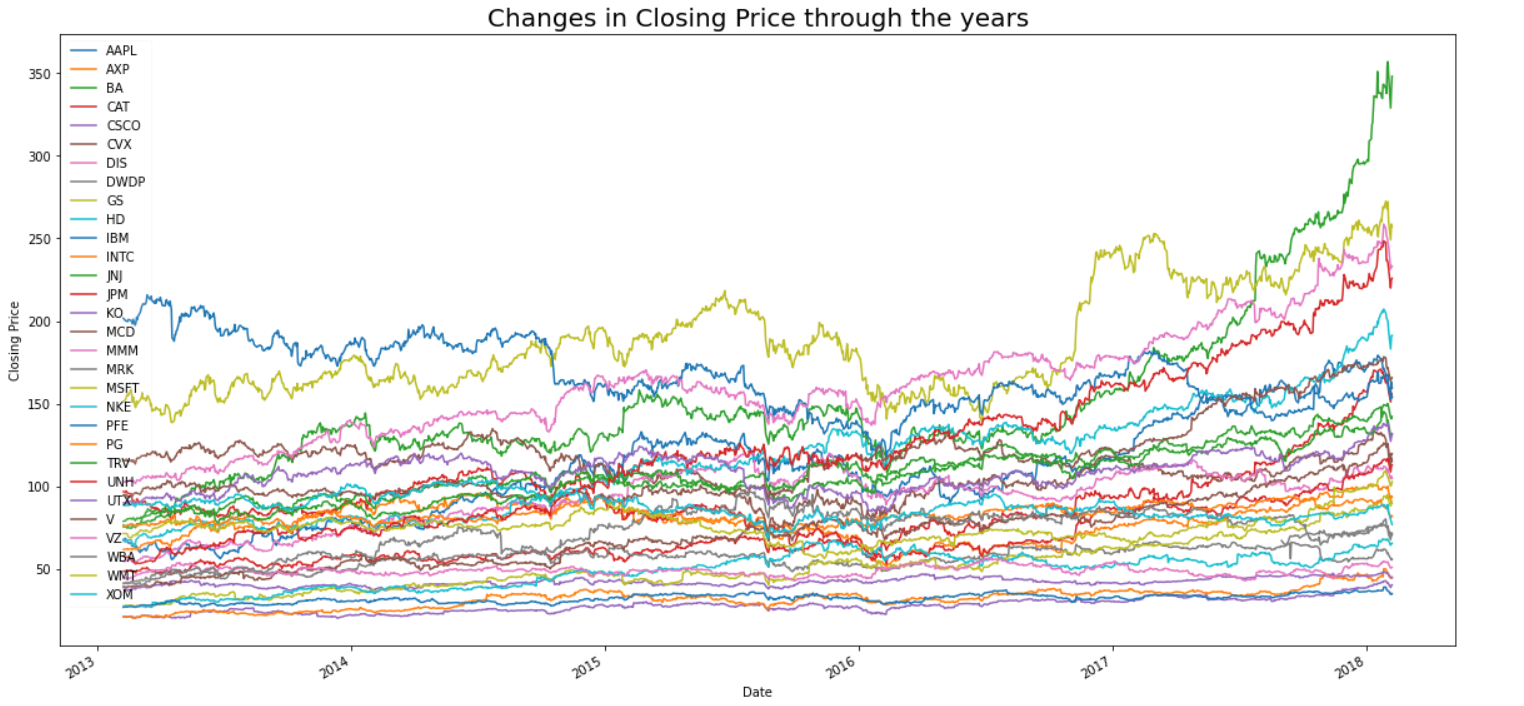 Changes in Closing Price through the years
AAPL
AXP
BA
CAT
CSCO
CVX
DIS
DWDP
GS
HD
IBM
INTC
JNJ
JPM
KO
MCD
MMM
MRK
MSFT
NKE
PFE
PG
TRV
UNH
UTX
V
VZ
WBA
WMT
XOM
350
300
250
200
150
100
50
Closing Price
2013
2014
2015
2016
2017
2018
Date